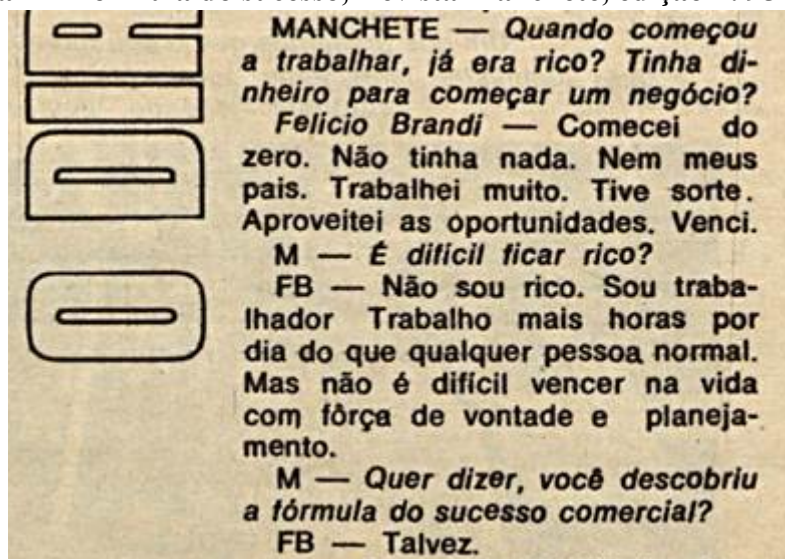 MANCHETE — Quando começou
a trabalhar, já era rico? Tinha di-
nheiro para começar um negócio?
Felicio Brandi — Comecei do
zero. Não tinha nada. Nem meus
pais. Trabalhei muito. Tive sorte.
Aproveitei as oportunidades. Venci.
M — É difícil ficar rico?
FB — Não sou rico. Sou traba-
lhador Trabalho mais horas por
dia do que qualquer pessoa normal.
Mas não é difícil vencer na vida
com fôrça de vontade e planeja-
mento.
M — Quer dizer, você descobriu
a fórmula do sucesso comercial?
FB — Talvez.